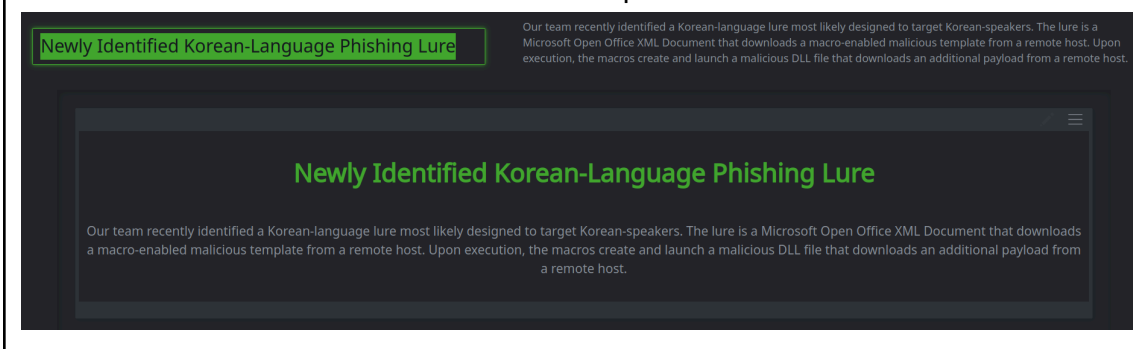 Newly Identified Korean-Language Phishing Lure
Our team recently identified a Korean-language lure most likely designed to target Korean-speakers. The lure is a
Microsoft Open Office XML Document that downloads a macro-enabled malicious template from a remote host. Upon
execution, the macros create and launch a malicious DLL file that downloads an additional payload from a remote host.
Newly Identified Korean-Language Phishing Lure
Our team recently identified a Korean-language lure most likely designed to target Korean-speakers. The lure is a Microsoft Open Office XML Document that downloads
a macro-enabled malicious template from a remote host. Upon execution, the macros create and launch a malicious DLL file that downloads an additional payload from
a remote host.